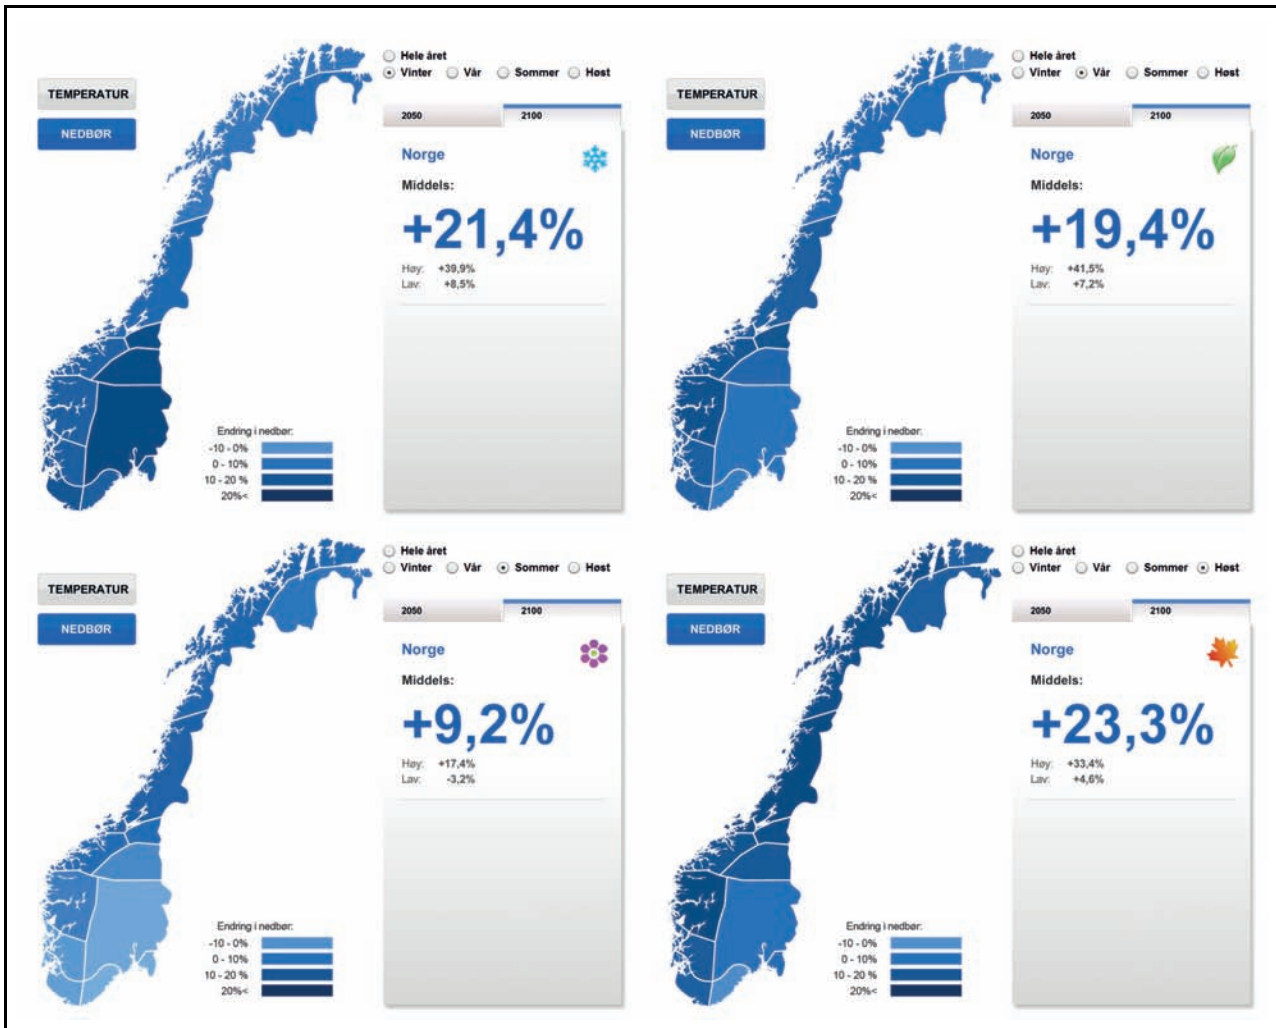 Hele året
Vinter Vår Sommer Høst
TEMPERATUR
NEDBØR
2050 2100
Norge
Middels:
+21,4%
Høy: +39,9%
Lav: +8,5%
Endring i nedbør:
-10 - 0%
0 - 10%
10 - 20 %
20%<
Hele året
Vinter Vår Sommer Høst
TEMPERATUR
NEDBØR
2050 2100
Norge
Middels:
+19,4%
Høy: +41,5%
Lav: +7,2%
Endring i nedbør:
-10 - 0%
0 - 10%
10 - 20 %
20%<
Hele året
Vinter Vår Sommer Høst
TEMPERATUR
NEDBØR
2050 2100
Norge
Middels:
+9,2%
Høy: +17,4%
Lav: -3,2%
Endring i nedbør:
-10 - 0%
0 - 10%
10 - 20 %
20%<
Hele året
Vinter Vår Sommer Høst
TEMPERATUR
NEDBØR
2050 2100
Norge
Middels:
+23,3%
Høy: +33,4%
Lav: +4,6%
Endring i nedbør:
-10 - 0%
0 - 10%
10 - 20 %
20%<